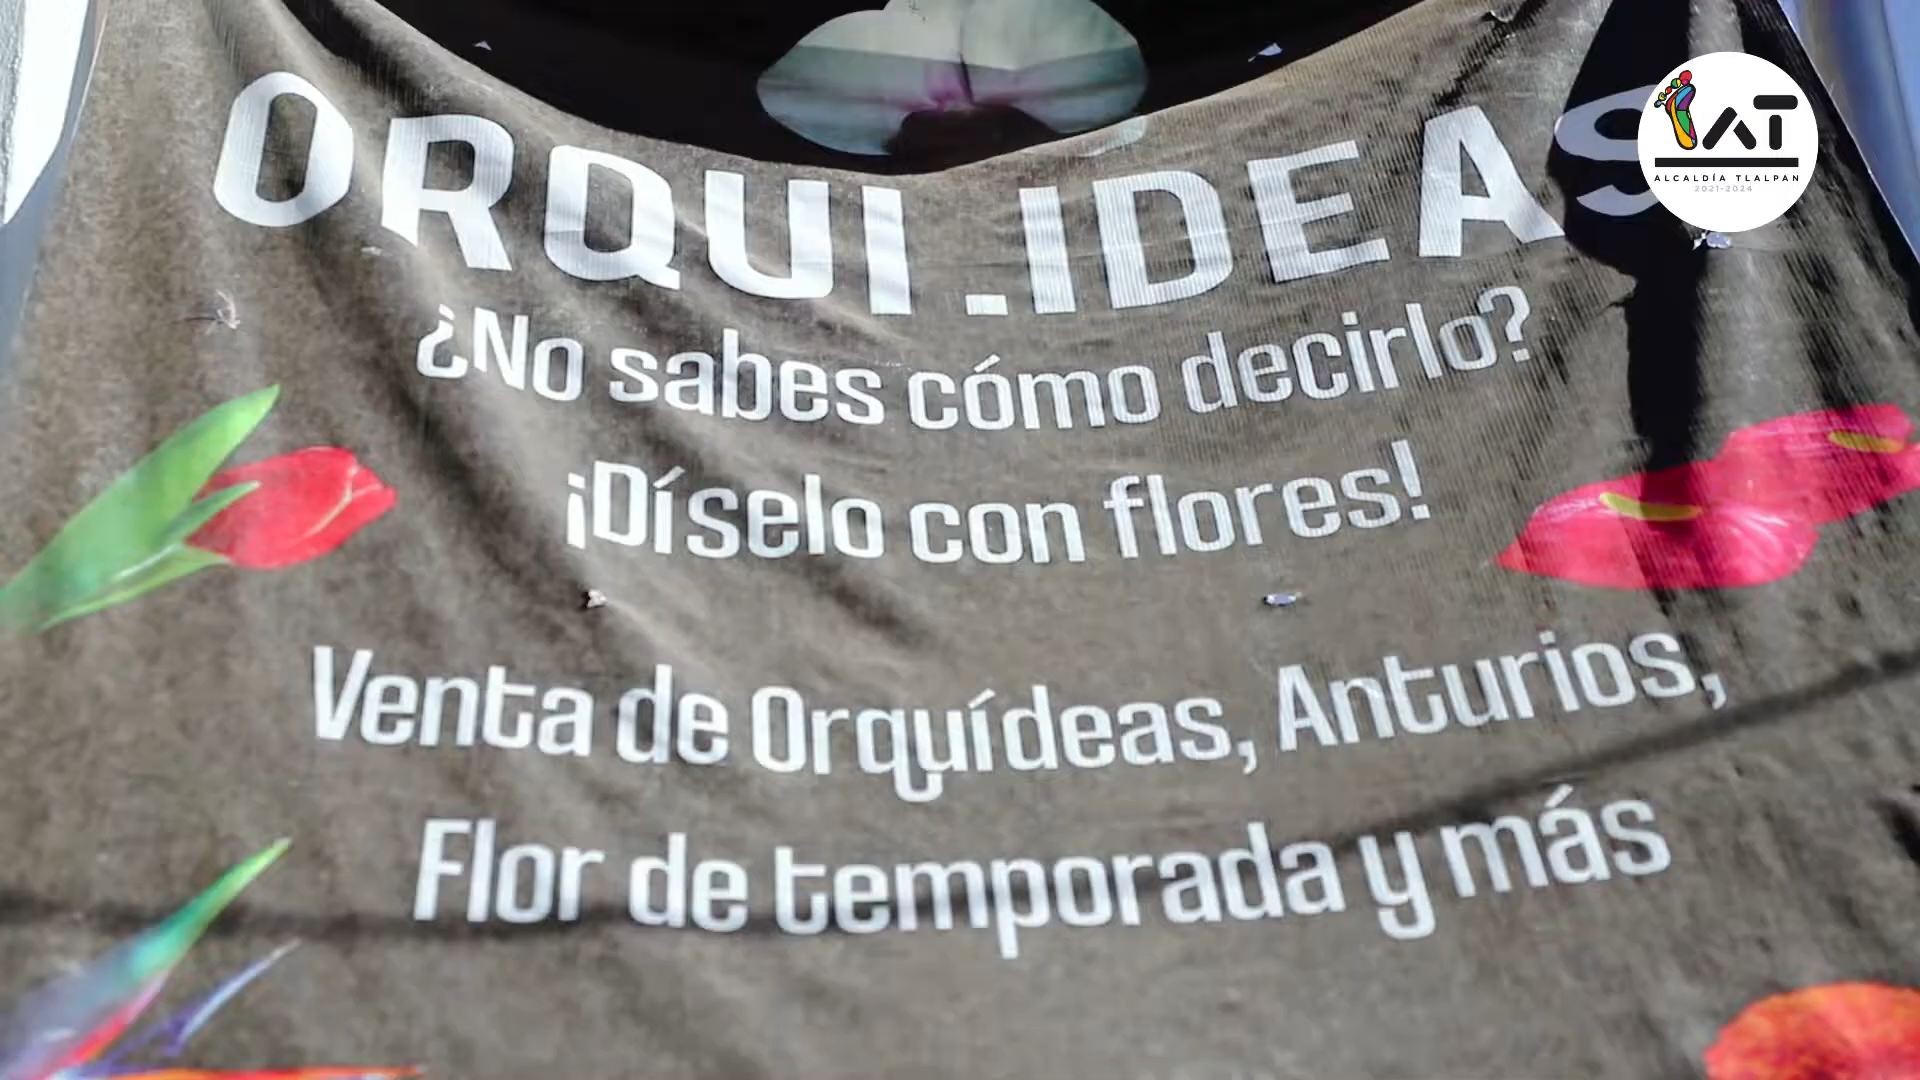 ORQUI.IDEAS
¿No sabes cómo decirlo?
¡Díselo con flores!
Venta de Orquídeas, Anturios,
Flor de temporada y más
AT
ALCALDÍA TLALPAN
2021-2024